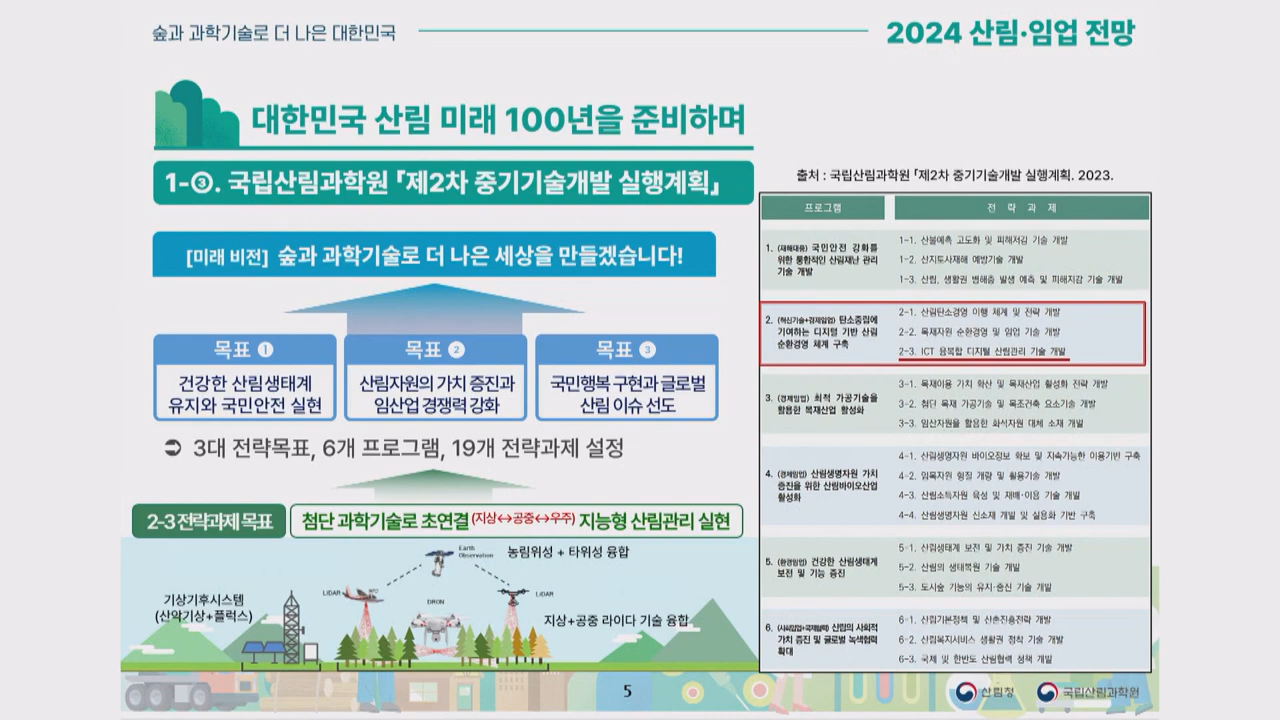 숲과 과학기술로 더 나은 대한민국
2024 산림·임업 전망
대한민국 산림 미래 100년을 준비하며
1-③. 국립산림과학원 「제2차 중기기술개발 실행계획」
[미래 비전] 숲과 과학기술로 더 나은 세상을 만들겠습니다!
목표 ❶
건강한 산림생태계
유지와 국민안전 실현
목표 ❷
산림자원의 가치 증진과
임산업 경쟁력 강화
목표 ❸
국민행복 구현과 글로벌
산림 이슈 선도
➲ 3대 전략목표, 6개 프로그램, 19개 전략과제 설정
2-3 전략과제 목표
첨단 과학기술로 초연결 (지상↔공중↔우주) 지능형 산림관리 실현
Earth
Observation
농림위성 + 타위성 융합
LiDAR
DRON
LiDAR
기상기후시스템
(산악기상+플럭스)
지상+공중 라이다 기술 융합
출처 : 국립산림과학원 「제2차 중기기술개발 실행계획. 2023.
프로그램
전 략 과 제
1. (재해대응) 국민안전 강화를
위한 통합적인 산림재난 관리
기술 개발
1-1. 산불예측 고도화 및 피해저감 기술 개발
1-2. 산지토사재해 예방기술 개발
1-3. 산림, 생활권 병해충 발생 예측 및 피해저감 기술 개발
2. (혁신기술+경제임업) 탄소중립에
기여하는 디지털 기반 산림
순환경영 체계 구축
2-1. 산림탄소경영 이행 체계 및 전략 개발
2-2. 목재자원 순환경영 및 임업 기술 개발
2-3. ICT 융복합 디지털 산림관리 기술 개발
3. (경제임업) 최적 가공기술을
활용한 목재산업 활성화
3-1. 목재이용 가치 확산 및 목재산업 활성화 전략 개발
3-2. 첨단 목재 가공기술 및 목조건축 요소기술 개발
3-3. 임산자원을 활용한 화석자원 대체 소재 개발
4. (경제임업) 산림생명자원 가치
증진을 위한 산림바이오산업
활성화
4-1. 산림생명자원 바이오정보 확보 및 지속가능한 이용기반 구축
4-2. 임목자원 형질 개량 및 활용기술 개발
4-3. 산림소득자원 육성 및 재배·이용 기술 개발
4-4. 산림생명자원 신소재 개발 및 실용화 기반 구축
5. (환경임업) 건강한 산림생태계
보전 및 기능 증진
5-1. 산림생태계 보전 및 가치 증진 기술 개발
5-2. 산림의 생태복원 기술 개발
5-3. 도시숲 기능의 유지·증진 기술 개발
6. (사회임업+국제협력) 산림의 사회적
가치 증진 및 글로벌 녹색협력
확대
6-1. 산림기본정책 및 산촌진흥전략 개발
6-2. 산림복지서비스 생활권 정착 기술 개발
6-3. 국제 및 한반도 산림협력 정책 개발
5
산림청
국립산림과학원